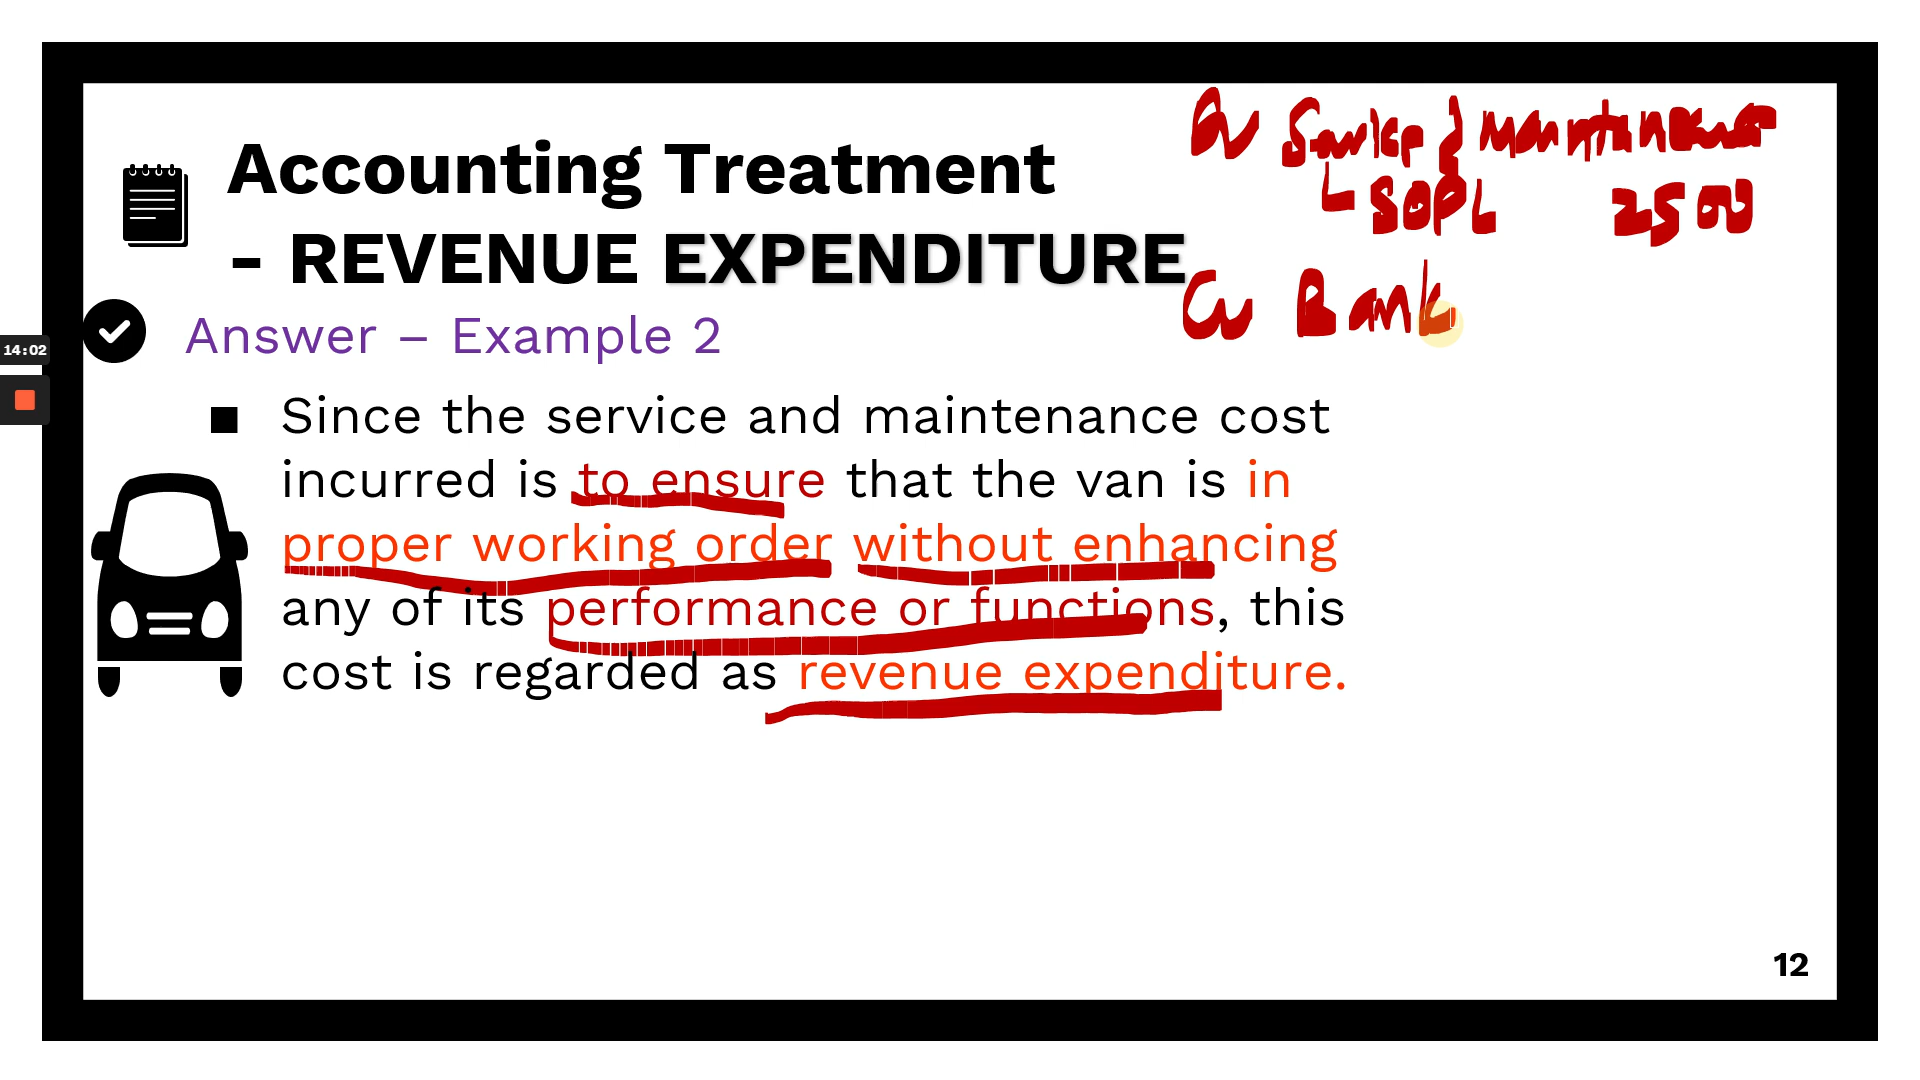 Accounting Treatment
- REVENUE EXPENDITURE
Dr Service & maintenance
SOPL 2500
Cr Bank
Answer – Example 2
14:02
Since the service and maintenance cost
incurred is to ensure that the van is in
proper working order without enhancing
any of its performance or functions, this
cost is regarded as revenue expenditure.
12